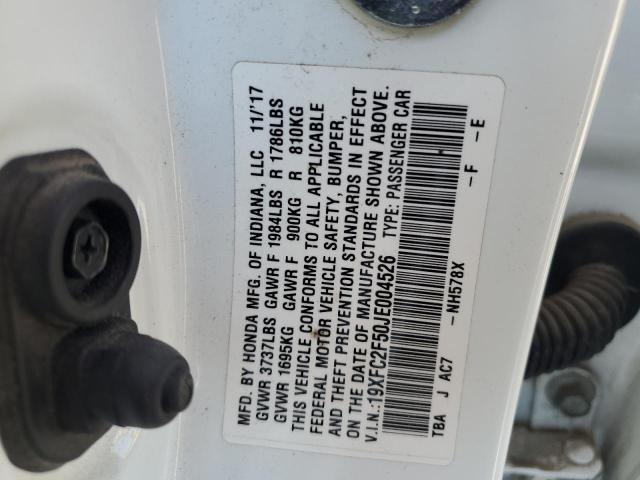 MFD. BY HONDA MFG. OF INDIANA, LLC 11/'17
GVWR 3737LBS GAWR F 1984LBS R 1786LBS
GVWR 1695KG GAWR F 900KG R 810KG
THIS VEHICLE CONFORMS TO ALL APPLICABLE
FEDERAL MOTOR VEHICLE SAFETY, BUMPER,
AND THEFT PREVENTION STANDARDS IN EFFECT
ON THE DATE OF MANUFACTURE SHOWN ABOVE.
V.I.N.:19XFC2F50JE004526 TYPE: PASSENGER CAR
TBA J AC7 -NH578X -F -E